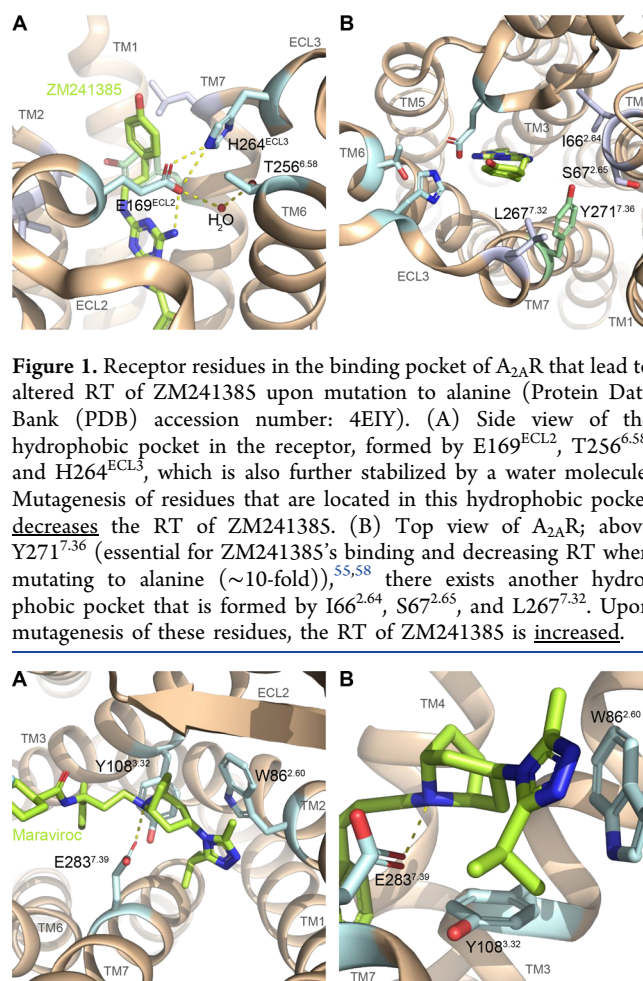 A
TM1
ECL3
ZM241385
TM7
TM2
H264ECL3
T2566.58
E169ECL2
H2O
TM6
ECL2
B
TM5
TM3
TM
I662.64
TM6
S672.65
L2677.32
Y2717.36
ECL3
TM7
TM1
Figure 1. Receptor residues in the binding pocket of A2AR that lead to
altered RT of ZM241385 upon mutation to alanine (Protein Dat
Bank (PDB) accession number: 4EIY). (A) Side view of the
hydrophobic pocket in the receptor, formed by E169ECL2, T2566.58
and H264ECL3, which is also further stabilized by a water molecule
Mutagenesis of residues that are located in this hydrophobic pocke
decreases the RT of ZM241385. (B) Top view of A2AR; abov
Y2717.36 (essential for ZM241385's binding and decreasing RT when
mutating to alanine (∼10-fold)),55,58 there exists another hydro
phobic pocket that is formed by I662.64, S672.65, and L2677.32. Upon
mutagenesis of these residues, the RT of ZM241385 is increased.
A
ECL2
TM3
Y1083.32
W862.60
TM2
Maraviroc
E2837.39
TM1
TM6
TM7
B
TM4
W862.60
E2837.39
Y1083.32
TM7
TM3